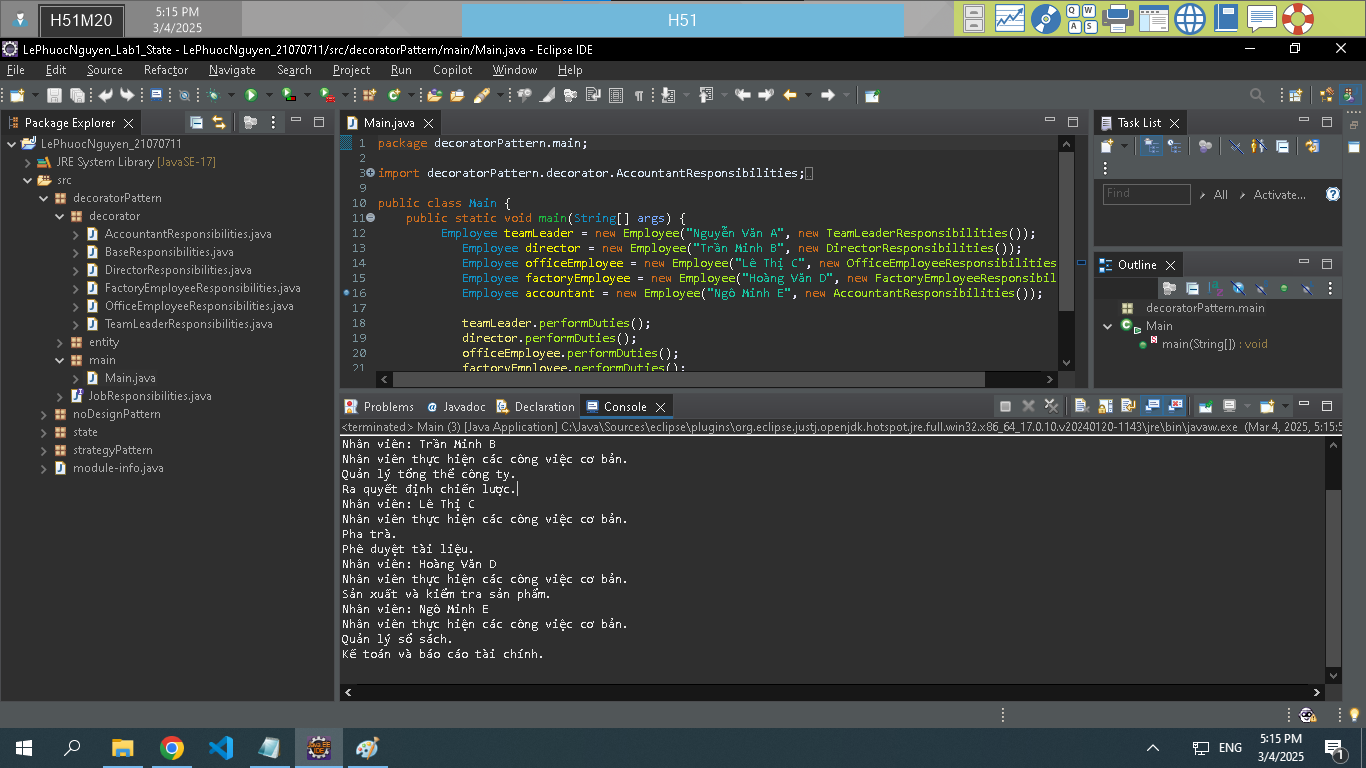 H51M20
5:15 PM
3/4/2025
H51
Q W
A S
LePhuocNguyen_Lab1_State - LePhuocNguyen_21070711/src/decoratorPattern/main/Main.java - Eclipse IDE
File Edit Source Refactor Navigate Search Project Run Copilot Window Help
Package Explorer
LePhuocNguyen_21070711
JRE System Library [JavaSE-17]
src
decoratorPattern
decorator
AccountantResponsibilities.java
BaseResponsibilities.java
DirectorResponsibilities.java
FactoryEmployeeResponsibilities.java
OfficeEmployeeResponsibilities.java
TeamLeaderResponsibilities.java
entity
main
Main.java
JobResponsibilities.java
noDesignPattern
state
strategyPattern
module-info.java
Main.java
1 package decoratorPattern.main;
2
3 import decoratorPattern.decorator.AccountantResponsibilities;
9
10 public class Main {
11 public static void main(String[] args) {
12 Employee teamLeader = new Employee("Nguyễn Văn A", new TeamLeaderResponsibilities());
13 Employee director = new Employee("Trần Minh B", new DirectorResponsibilities());
14 Employee officeEmployee = new Employee("Lê Thị C", new OfficeEmployeeResponsibilities
15 Employee factoryEmployee = new Employee("Hoàng Văn D", new FactoryEmployeeResponsibil
16 Employee accountant = new Employee("Ngô Minh E", new AccountantResponsibilities());
17
18 teamLeader.performDuties();
19 director.performDuties();
20 officeEmployee.performDuties();
21 factoryEmployee.performDuties();
Task List
Find All Activate...
Outline
decoratorPattern.main
Main
main(String[]) : void
Problems Javadoc Declaration Console
<terminated> Main (3) [Java Application] C:\Java\Sources\eclipse\plugins\org.eclipse.justj.openjdk.hotspot.jre.full.win32.x86_64_17.0.10.v20240120-1143\jre\bin\javaw.exe (Mar 4, 2025, 5:15:5
Nhân viên: Trần Minh B
Nhân viên thực hiện các công việc cơ bản.
Quản lý tổng thể công ty.
Ra quyết định chiến lược.
Nhân viên: Lê Thị C
Nhân viên thực hiện các công việc cơ bản.
Pha trà.
Phê duyệt tài liệu.
Nhân viên: Hoàng Văn D
Nhân viên thực hiện các công việc cơ bản.
Sản xuất và kiểm tra sản phẩm.
Nhân viên: Ngô Minh E
Nhân viên thực hiện các công việc cơ bản.
Quản lý sổ sách.
Kế toán và báo cáo tài chính.
ENG
5:15 PM
3/4/2025
1